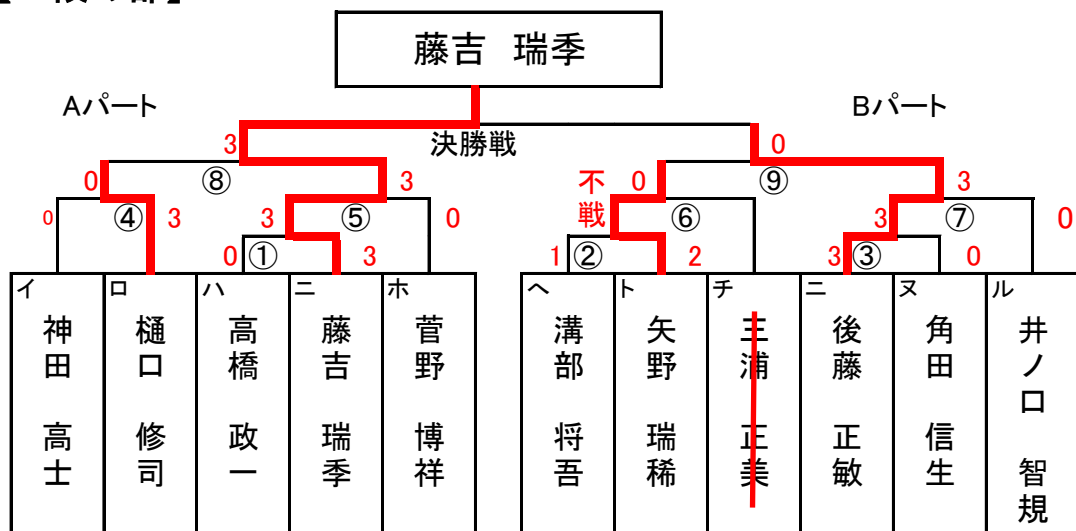 藤吉 瑞季
Aパート
Bパート
決勝戦
3
0
0
⑧
3
不戦
0
⑨
3
0
④
3
3
⑤
0
⑥
3
⑦
0
0
①
3
1
②
2
3
③
0
イ
ロ
ハ
ニ
ホ
ヘ
ト
チ
ニ
ヌ
ル
神田 高士
樋口 修司
高橋 政一
藤吉 瑞季
菅野 博祥
溝部 将吾
矢野 瑞稀
三浦 正美
後藤 正敏
角田 信生
井ノ口 智規